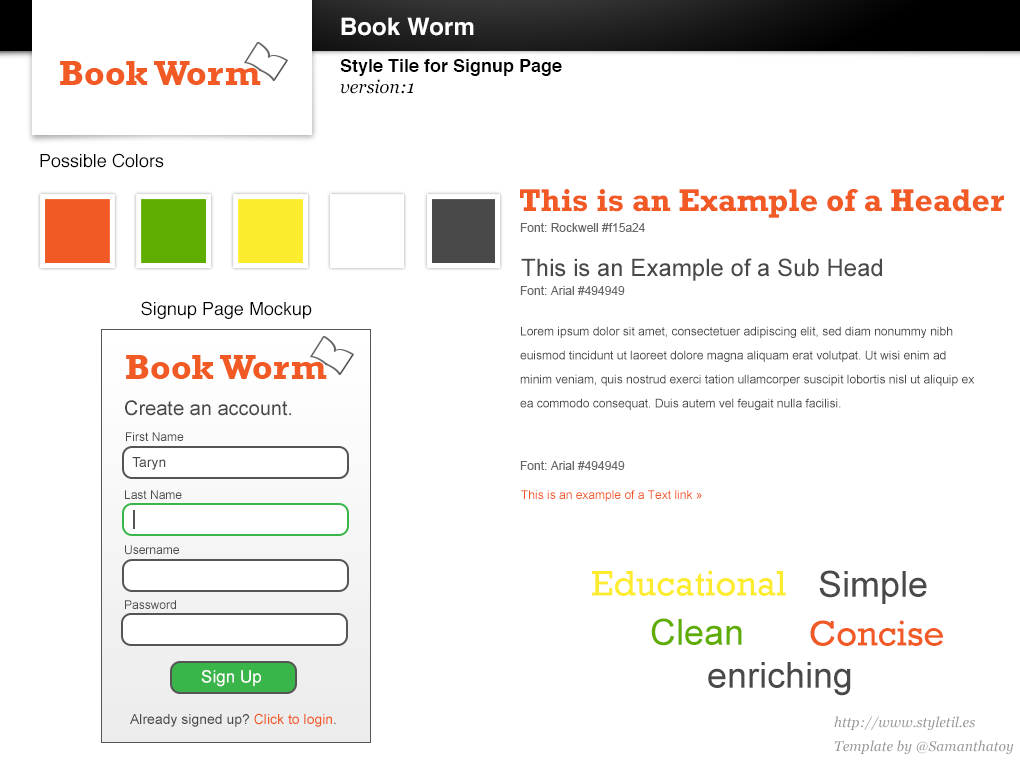 Book Worm
Book Worm
Style Tile for Signup Page
version:1
Possible Colors
This is an Example of a Header
Font: Rockwell #f15a24
This is an Example of a Sub Head
Font: Arial #494949
Lorem ipsum dolor sit amet, consectetuer adipiscing elit, sed diam nonummy nibh
euismod tincidunt ut laoreet dolore magna aliquam erat volutpat. Ut wisi enim ad
minim veniam, quis nostrud exerci tation ullamcorper suscipit lobortis nisl ut aliquip ex
ea commodo consequat. Duis autem vel feugait nulla facilisi.
Font: Arial #494949
This is an example of a Text link »
Signup Page Mockup
Book Worm
Create an account.
First Name
Taryn
Last Name
Username
Password
Sign Up
Already signed up? Click to login.
Educational Simple
Clean Concise
enriching
http://www.styletil.es
Template by @Samanthatoy